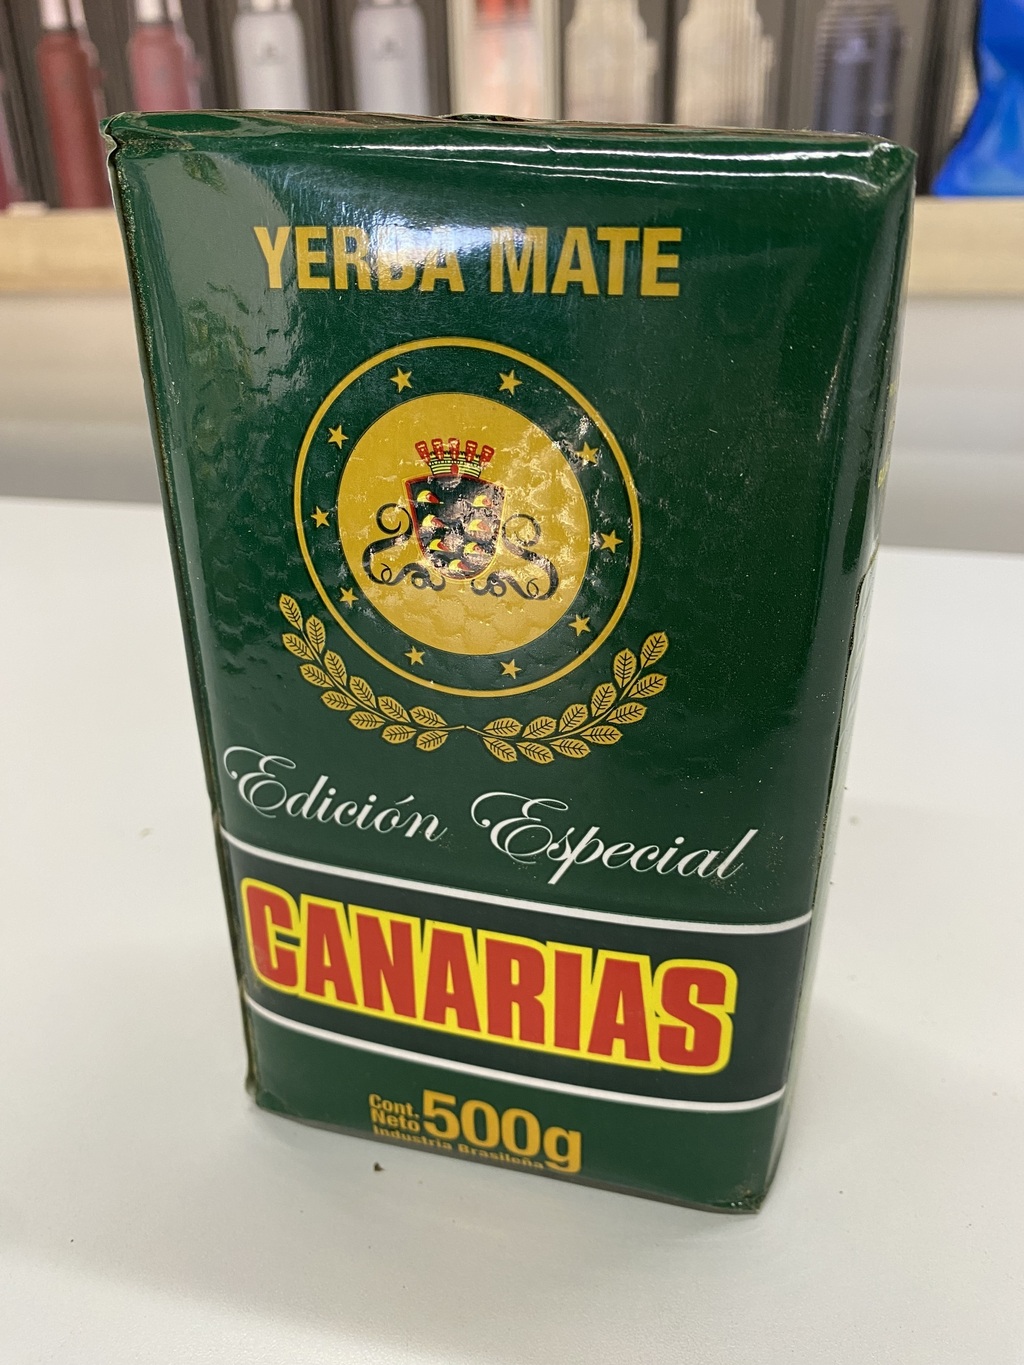 YERBA MATE
Edición Especial
CANARIAS
Cont.
Neto 500g
Industria Brasileña